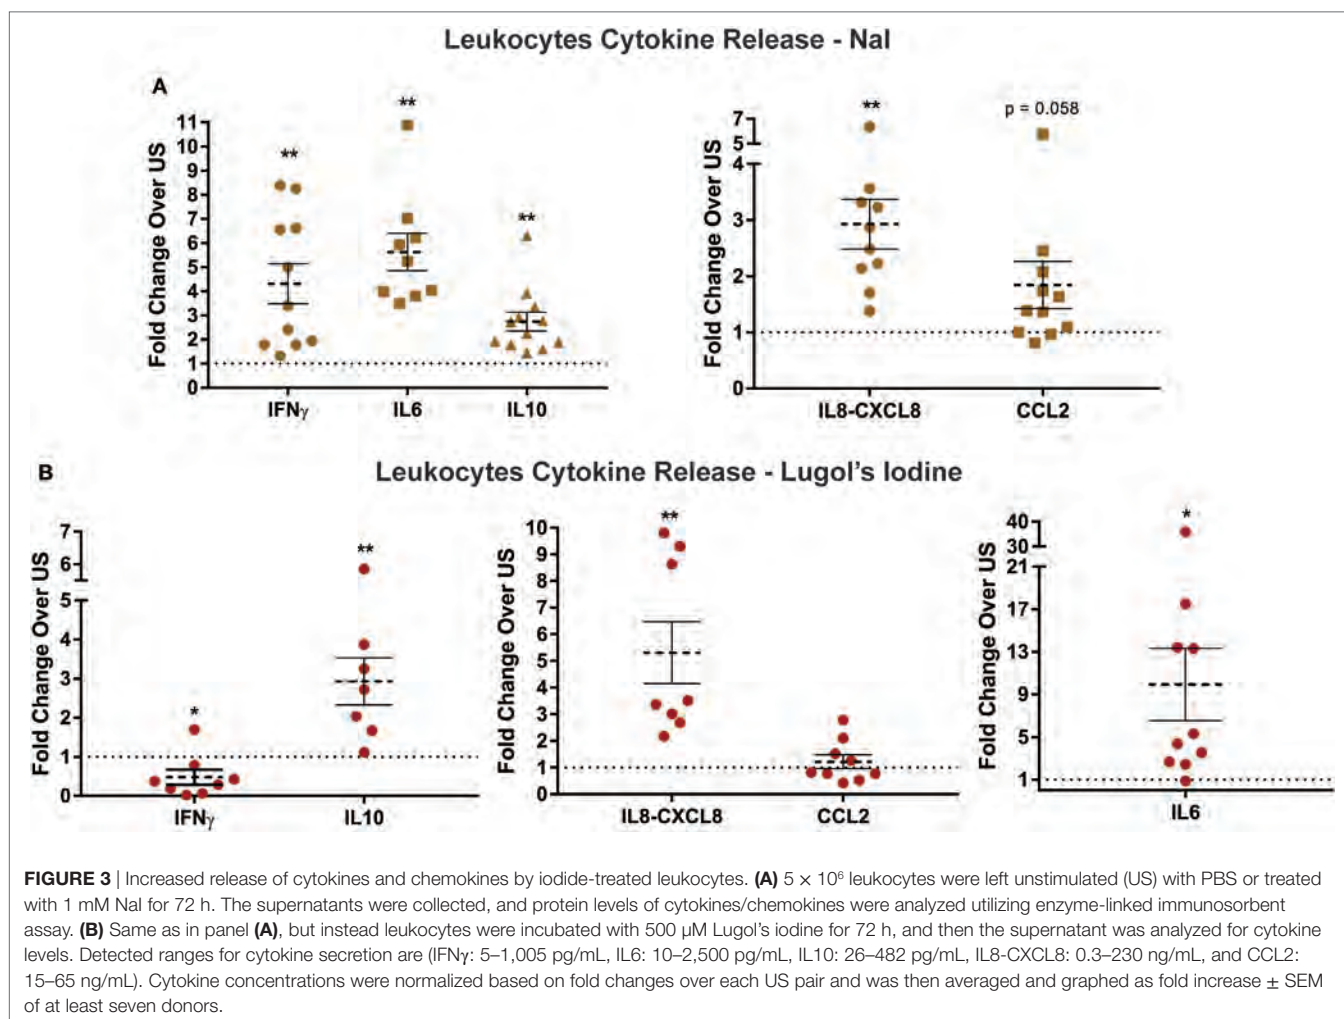 Leukocytes Cytokine Release - NaI
A
Fold Change Over US
11
10
9
8
7
6
5
4
3
2
1
0
**
**
**
IFNγ IL6 IL10
Fold Change Over US
7
5
4
3
2
1
0
**
p = 0.058
IL8-CXCL8 CCL2
B
Leukocytes Cytokine Release - Lugol's Iodine
Fold Change Over US
7
6
5
4
3
2
1
0
*
**
IFNγ IL10
Fold Change Over US
10
9
8
7
6
5
4
3
2
1
0
**
IL8-CXCL8 CCL2
Fold Change Over US
40
30
21
17
13
9
5
1
*
IL6
FIGURE 3 | Increased release of cytokines and chemokines by iodide-treated leukocytes. (A) 5 × 10⁶ leukocytes were left unstimulated (US) with PBS or treated
with 1 mM NaI for 72 h. The supernatants were collected, and protein levels of cytokines/chemokines were analyzed utilizing enzyme-linked immunosorbent
assay. (B) Same as in panel (A), but instead leukocytes were incubated with 500 µM Lugol's iodine for 72 h, and then the supernatant was analyzed for cytokine
levels. Detected ranges for cytokine secretion are (IFNγ: 5–1,005 pg/mL, IL6: 10–2,500 pg/mL, IL10: 26–482 pg/mL, IL8-CXCL8: 0.3–230 ng/mL, and CCL2:
15–65 ng/mL). Cytokine concentrations were normalized based on fold changes over each US pair and was then averaged and graphed as fold increase ± SEM
of at least seven donors.